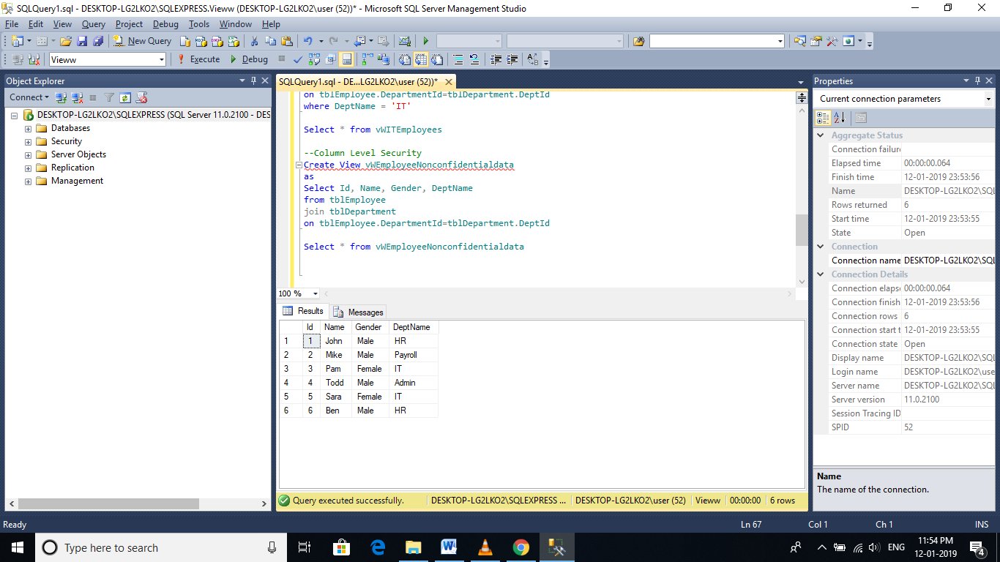 SQLQuery1.sql - DESKTOP-LG2LKO2\SQLEXPRESS.Vieww (DESKTOP-LG2LKO2\user (52))* - Microsoft SQL Server Management Studio
File Edit View Query Project Debug Tools Window Help
New Query
Vieww Execute Debug
Object Explorer
Connect
DESKTOP-LG2LKO2\SQLEXPRESS (SQL Server 11.0.2100 - DES
Databases
Security
Server Objects
Replication
Management
SQLQuery1.sql - DE...LG2LKO2\user (52))*
on tblEmployee.DepartmentId=tblDepartment.DeptId
where DeptName = 'IT'
Select * from vWITEmployees
--Column Level Security
Create View vWEmployeeNonconfidentialdata
as
Select Id, Name, Gender, DeptName
from tblEmployee
join tblDepartment
on tblEmployee.DepartmentId=tblDepartment.DeptId
Select * from vWEmployeeNonconfidentialdata
100 %
Results Messages
Id Name Gender DeptName
1 1 John Male HR
2 2 Mike Male Payroll
3 3 Pam Female IT
4 4 Todd Male Admin
5 5 Sara Female IT
6 6 Ben Male HR
Query executed successfully. DESKTOP-LG2LKO2\SQLEXPRESS ... DESKTOP-LG2LKO2\user (52) Vieww 00:00:00 6 rows
Properties
Current connection parameters
Aggregate Status
Connection failure
Elapsed time 00:00:00.064
Finish time 12-01-2019 23:53:56
Name DESKTOP-LG2LKO2\SQL
Rows returned 6
Start time 12-01-2019 23:53:55
State Open
Connection
Connection name DESKTOP-LG2LKO2\SQL
Connection Details
Connection elapse 00:00:00.064
Connection finish 12-01-2019 23:53:56
Connection rows 6
Connection start t 12-01-2019 23:53:55
Connection state Open
Display name DESKTOP-LG2LKO2\SQL
Login name DESKTOP-LG2LKO2\use
Server name DESKTOP-LG2LKO2\SQL
Server version 11.0.2100
Session Tracing ID
SPID 52
Name
The name of the connection.
Ready Ln 67 Col 1 Ch 1 INS
Type here to search
ENG 11:54 PM
12-01-2019
4